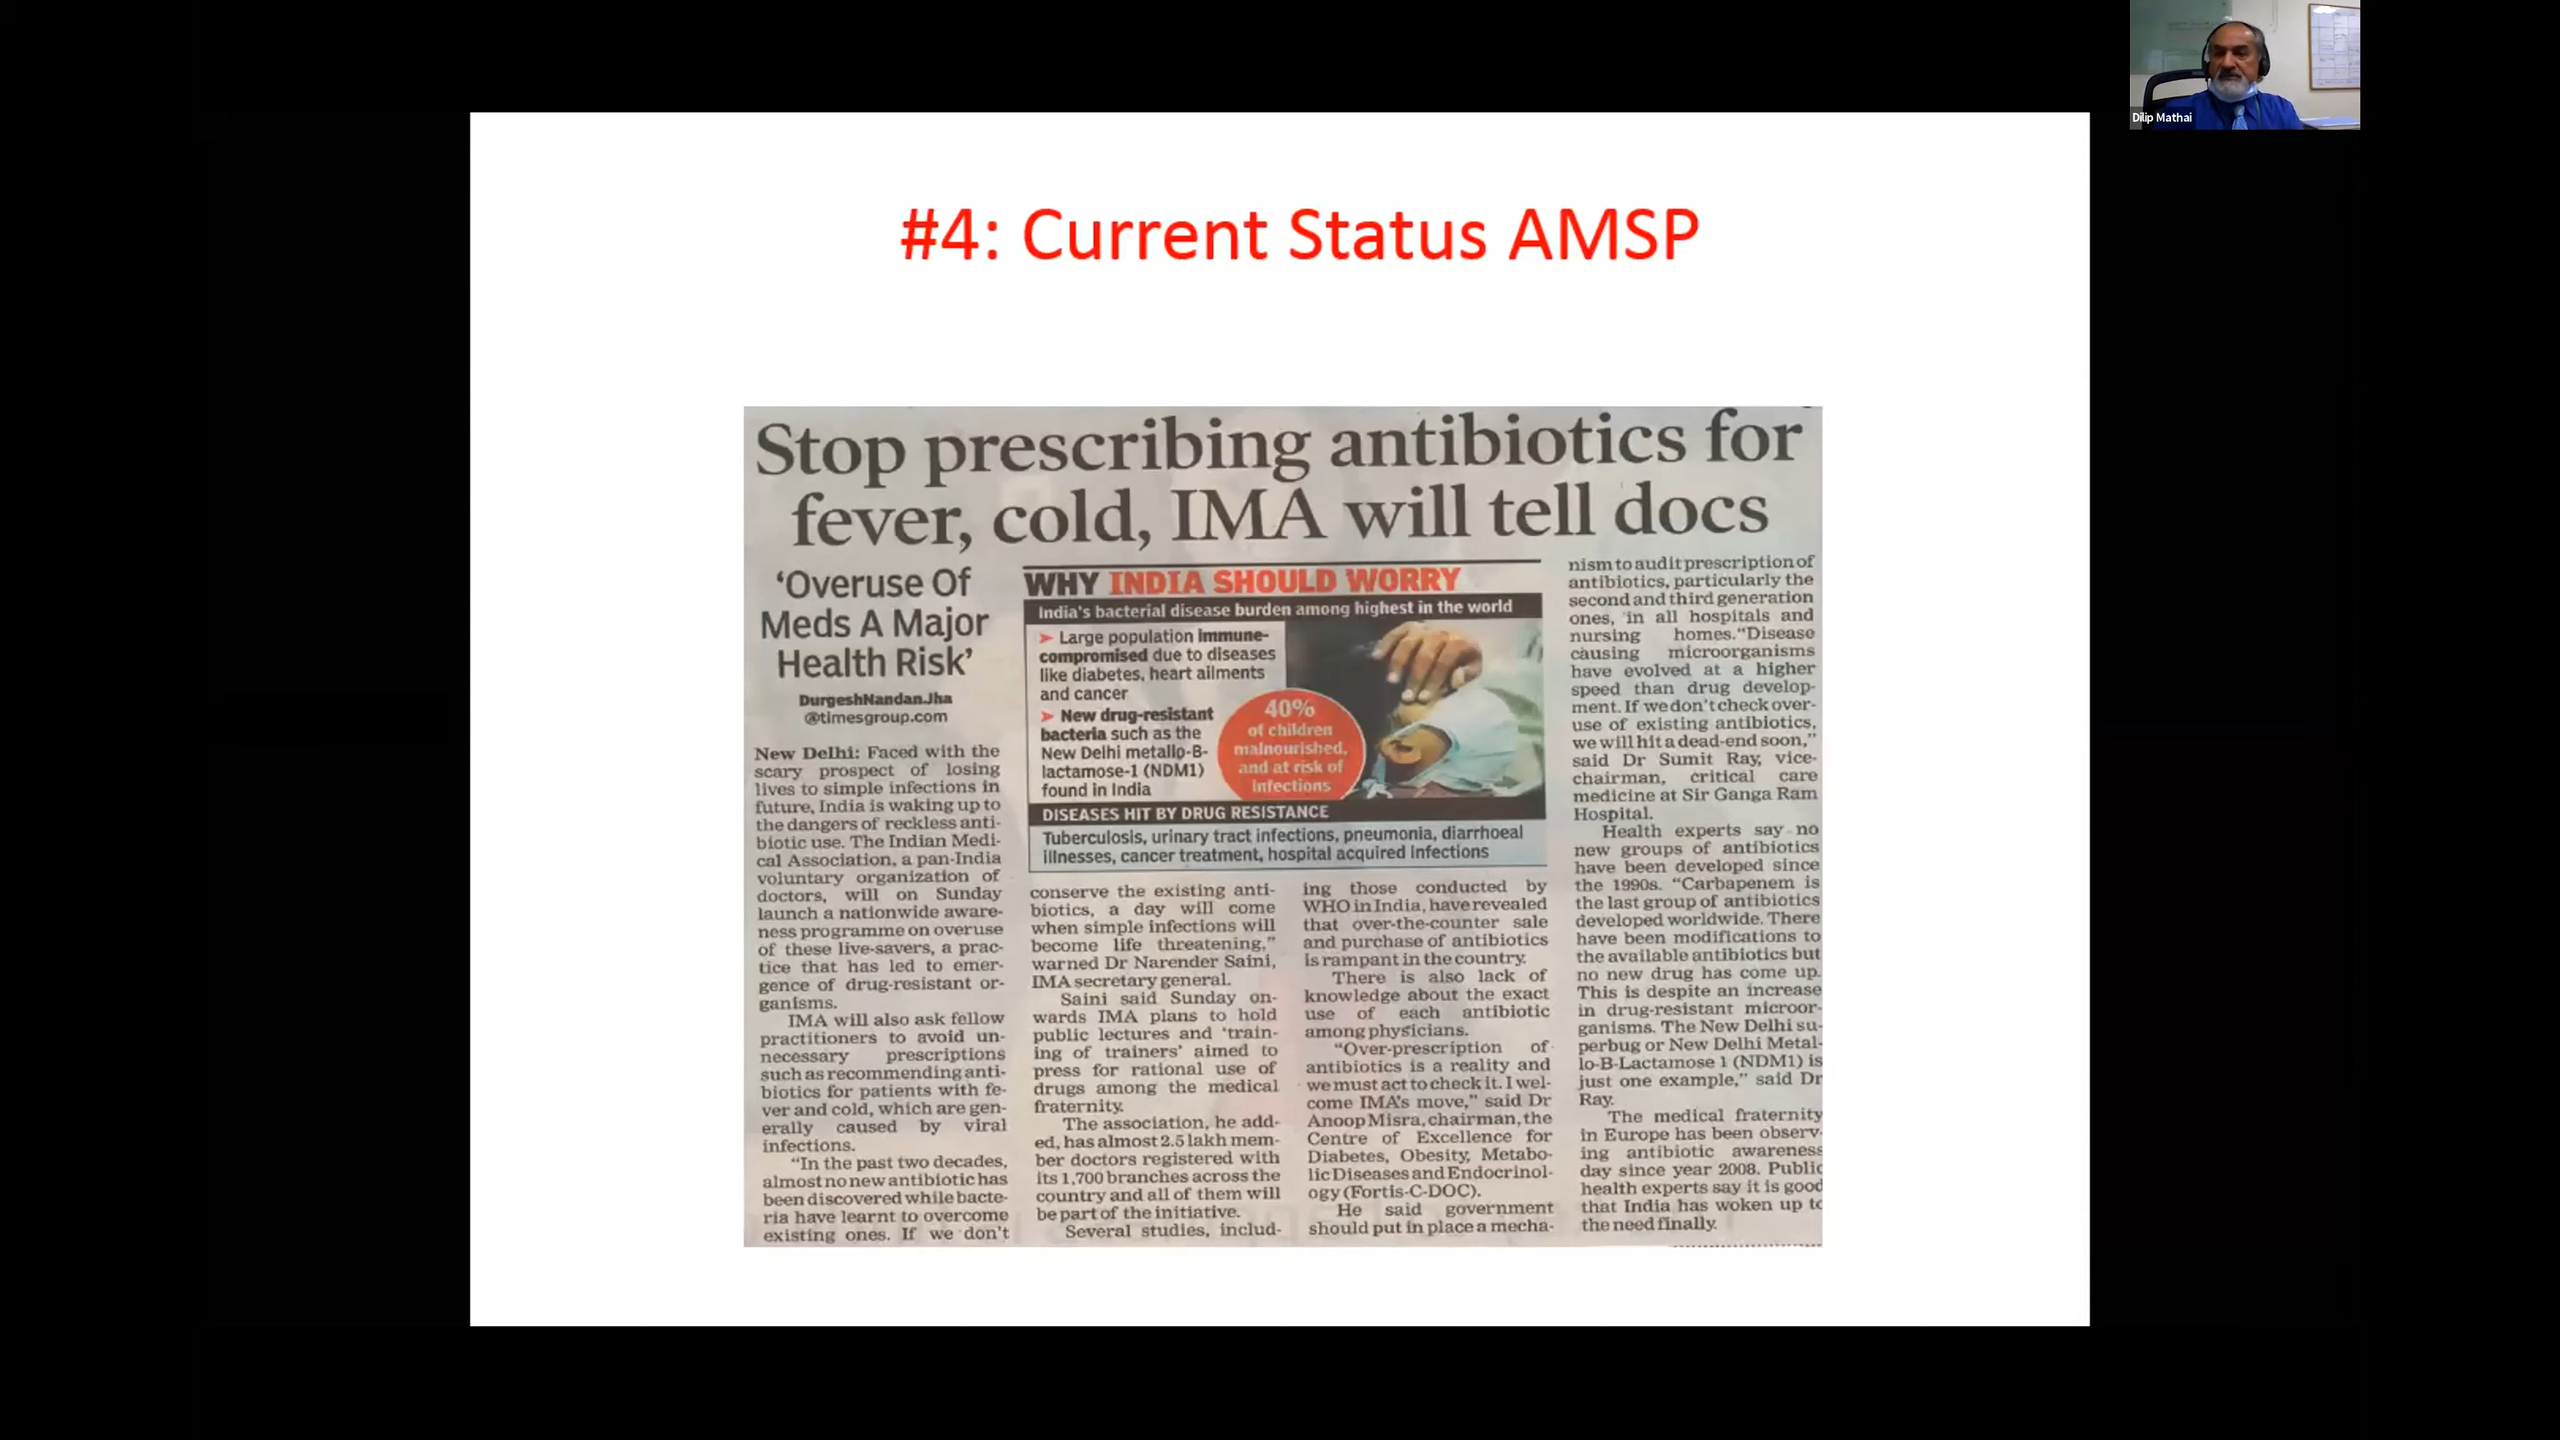 Dilip Mathai
#4: Current Status AMSP
Stop prescribing antibiotics for
fever, cold, IMA will tell docs
‘Overuse Of
Meds A Major
Health Risk’
DurgeshNandan.Jha
@timesgroup.com
New Delhi: Faced with the
scary prospect of losing
lives to simple infections in
future, India is waking up to
the dangers of reckless anti-
biotic use. The Indian Medi-
cal Association, a pan-India
voluntary organization of
doctors, will on Sunday
launch a nationwide aware-
ness programme on overuse
of these live-savers, a prac-
tice that has led to emer-
gence of drug-resistant or-
ganisms.
IMA will also ask fellow
practitioners to avoid un-
necessary prescriptions
such as recommending anti-
biotics for patients with fe-
ver and cold, which are gen-
erally caused by viral
infections.
“In the past two decades,
almost no new antibiotic has
been discovered while bacte-
ria have learnt to overcome
existing ones. If we don't
WHY INDIA SHOULD WORRY
India's bacterial disease burden among highest in the world
➤ Large population immune-
compromised due to diseases
like diabetes, heart ailments
and cancer
➤ New drug-resistant
bacteria such as the
New Delhi metallo-B-
lactamose-1 (NDM1)
found in India
40%
of children
malnourished,
and at risk of
infections
DISEASES HIT BY DRUG RESISTANCE
Tuberculosis, urinary tract infections, pneumonia, diarrhoeal
illnesses, cancer treatment, hospital acquired infections
conserve the existing anti-
biotics, a day will come
when simple infections will
become life threatening,”
warned Dr Narender Saini,
IMA secretary general.
Saini said Sunday on-
wards IMA plans to hold
public lectures and ‘train-
ing of trainers’ aimed to
press for rational use of
drugs among the medical
fraternity.
The association, he add-
ed, has almost 2.5 lakh mem-
ber doctors registered with
its 1,700 branches across the
country and all of them will
be part of the initiative.
Several studies, includ-
ing those conducted by
WHO in India, have revealed
that over-the-counter sale
and purchase of antibiotics
is rampant in the country.
There is also lack of
knowledge about the exact
use of each antibiotic
among physicians.
“Over-prescription of
antibiotics is a reality and
we must act to check it. I wel-
come IMA's move,” said Dr
Anoop Misra, chairman, the
Centre of Excellence for
Diabetes, Obesity, Metabo-
lic Diseases and Endocrinol-
ogy (Fortis-C-DOC).
He said government
should put in place a mecha-
nism to audit prescription of
antibiotics, particularly the
second and third generation
ones, in all hospitals and
nursing homes. “Disease
causing microorganisms
have evolved at a higher
speed than drug develop-
ment. If we don't check over-
use of existing antibiotics,
we will hit a dead-end soon,”
said Dr Sumit Ray, vice-
chairman, critical care
medicine at Sir Ganga Ram
Hospital.
Health experts say no
new groups of antibiotics
have been developed since
the 1990s. “Carbapenem is
the last group of antibiotics
developed worldwide. There
have been modifications to
the available antibiotics but
no new drug has come up.
This is despite an increase
in drug-resistant microor-
ganisms. The New Delhi su-
perbug or New Delhi Metal-
lo-B-Lactamose 1 (NDM1) is
just one example,” said Dr
Ray.
The medical fraternity
in Europe has been observ-
ing antibiotic awareness
day since year 2008. Public
health experts say it is good
that India has woken up to
the need finally.